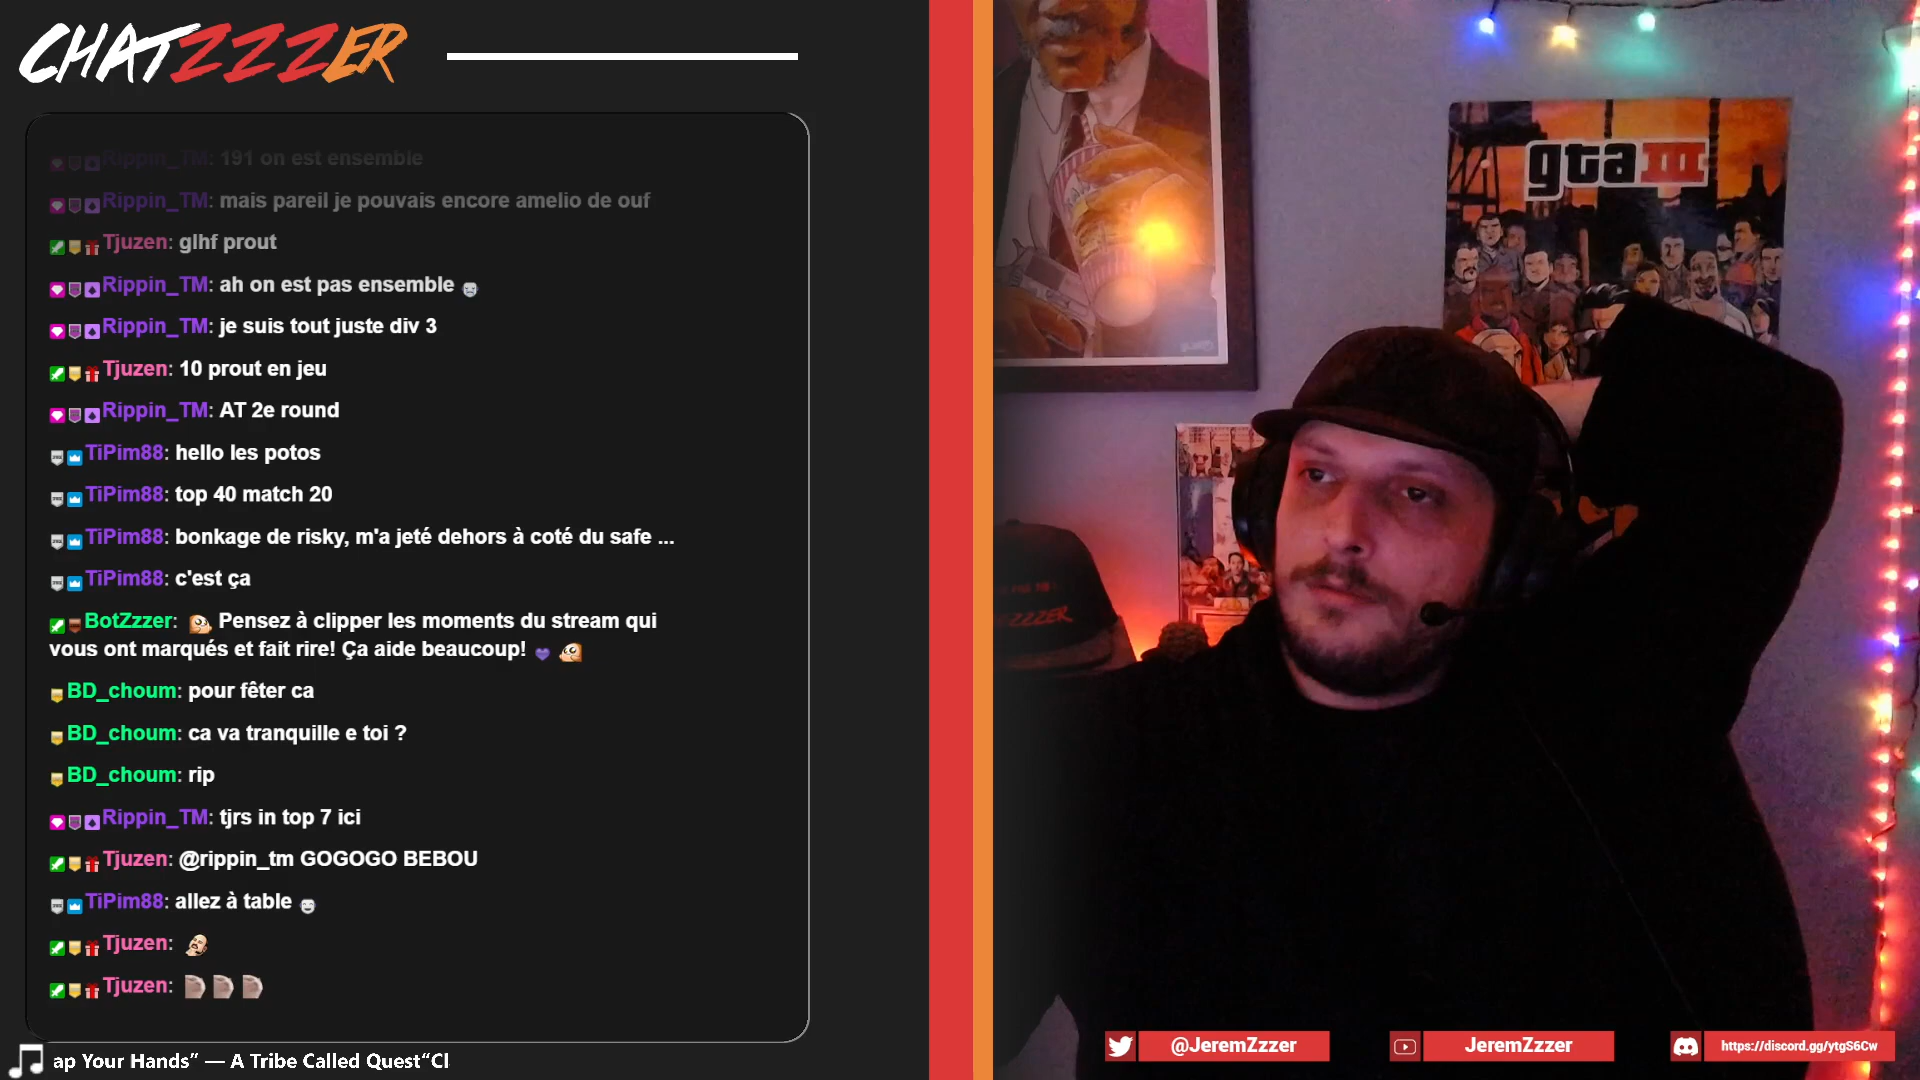 CHATZZZER
Rippin_TM: 191 on est ensemble
Rippin_TM: mais pareil je pouvais encore amelio de ouf
Tjuzen: glhf prout
Rippin_TM: ah on est pas ensemble
Rippin_TM: je suis tout juste div 3
Tjuzen: 10 prout en jeu
Rippin_TM: AT 2e round
TiPim88: hello les potos
TiPim88: top 40 match 20
TiPim88: bonkage de risky, m'a jeté dehors à coté du safe ...
TiPim88: c'est ça
BotZzzer: Pensez à clipper les moments du stream qui
vous ont marqués et fait rire! Ça aide beaucoup!
BD_choum: pour fêter ca
BD_choum: ca va tranquille e toi ?
BD_choum: rip
Rippin_TM: tjrs in top 7 ici
Tjuzen: @rippin_tm GOGOGO BEBOU
TiPim88: allez à table
Tjuzen:
Tjuzen:
ap Your Hands” — A Tribe Called Quest“Cl
gta III
ZZZER
@JeremZzzer
JeremZzzer
https://discord.gg/ytgS6Cw